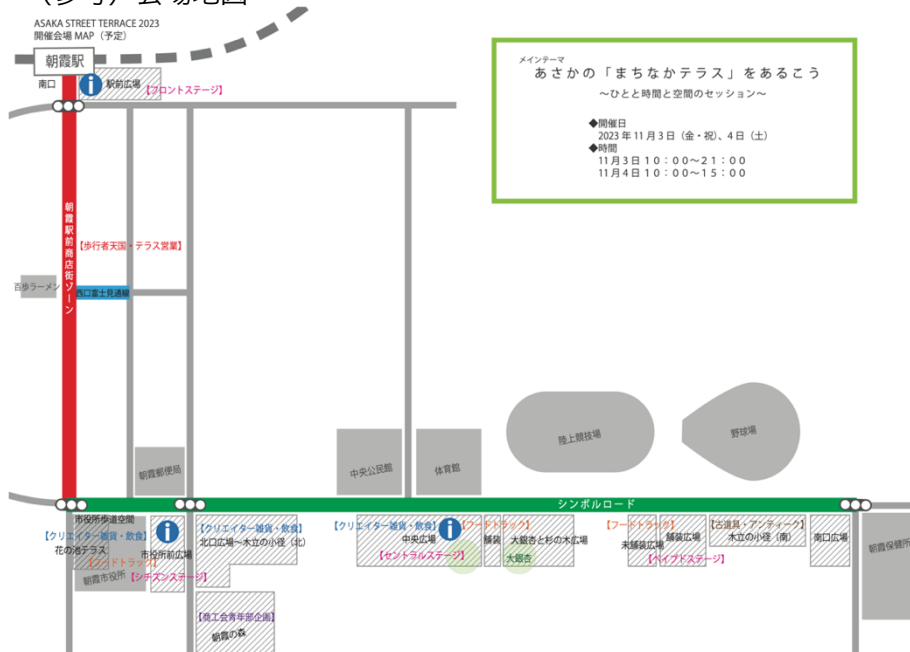 （参考）会場地図
ASAKA STREET TERRACE 2023
開催会場 MAP（予定）
朝霞駅
南口
i
駅前広場
【フロントステージ】
メインテーマ
あさかの「まちなかテラス」をあるこう
～ひとと時間と空間のセッション～
◆開催日
2023 年 11 月 3 日（金・祝）、4 日（土）
◆時間
11月3日 10：00～21：00
11月4日 10：00～15：00
朝霞駅前商店街ゾーン
【歩行者天国・テラス営業】
百歩ラーメン
西口富士見通線
朝霞郵便局
中央公民館
体育館
陸上競技場
野球場
シンボルロード
市役所歩道空間
【クリエイター雑貨・飲食】
花の池テラス
【フードトラック】
朝霞市役所
i
市役所前広場
【シチズンステージ】
【クリエイター雑貨・飲食】
北口広場～木立の小径（北）
【商工会青年部企画】
朝霞の森
【クリエイター雑貨・飲食】
中央広場
【セントラルステージ】
i
【フードトラック】
舗装
大銀杏と杉の木広場
大銀杏
【フードトラック】
未舗装広場
舗装広場
【ペイブドステージ】
【古道具・アンティーク】
木立の小径（南）
南口広場
朝霞保健所